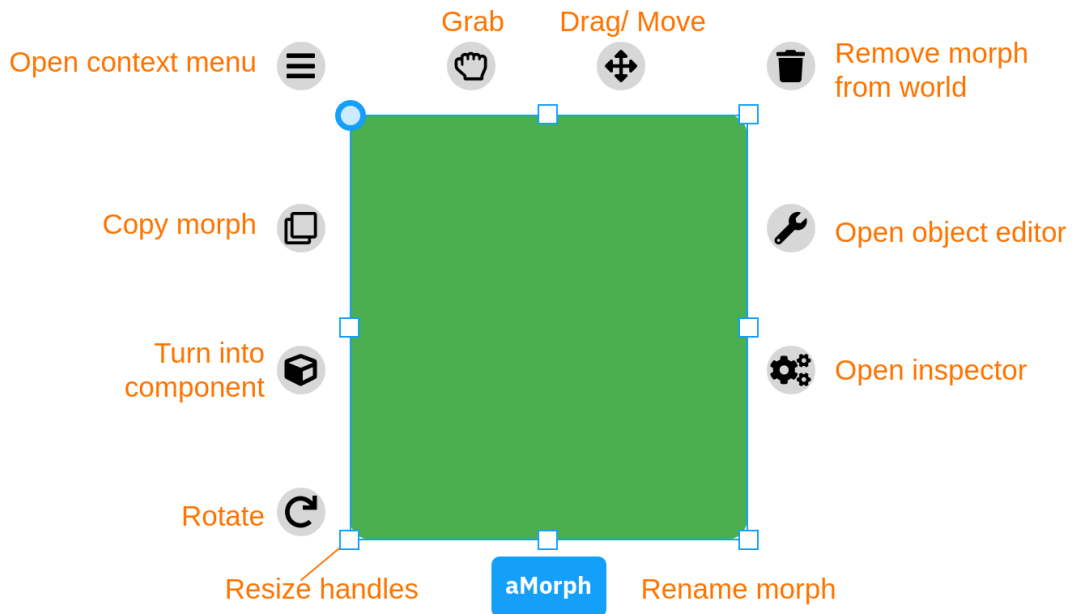 Grab
Drag/ Move
Open context menu
Remove morph
from world
Copy morph
Open object editor
Turn into
component
Open inspector
Rotate
Resize handles
aMorph
Rename morph